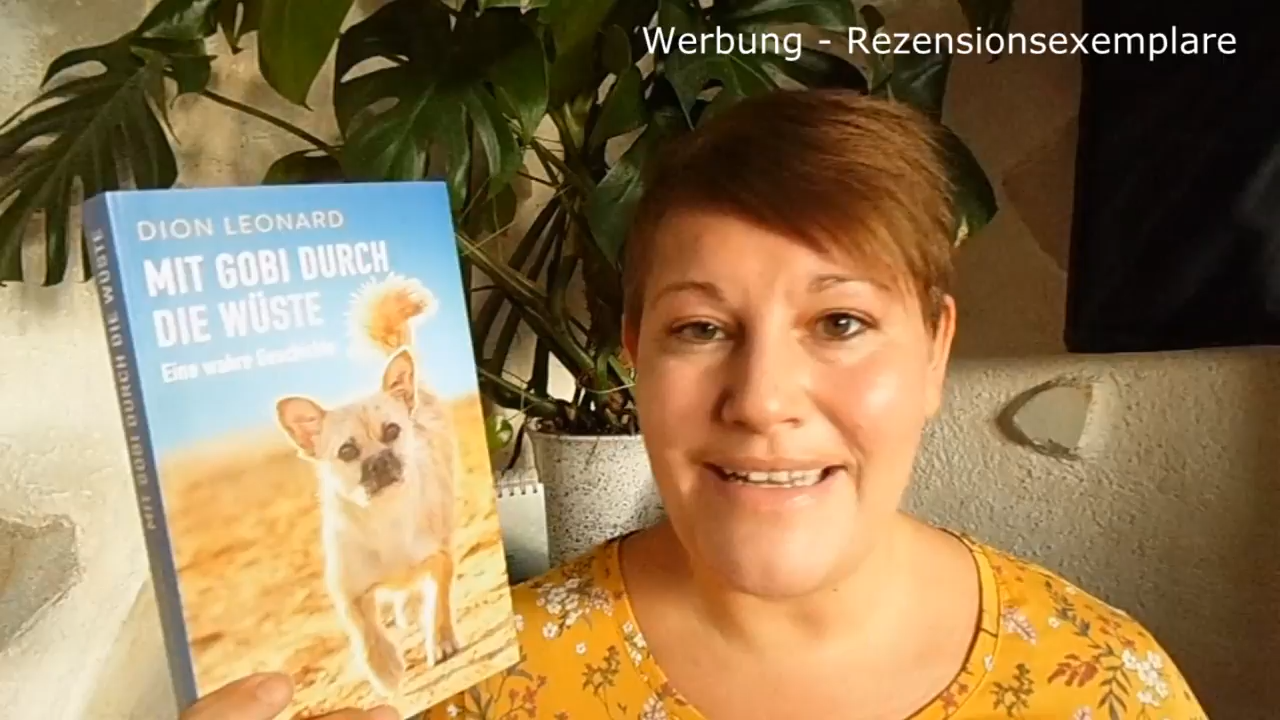 Werbung - Rezensionsexemplare
DION LEONARD
MIT GOBI DURCH
DIE WÜSTE
Eine wahre Geschichte
MIT GOBI DURCH DIE WÜSTE